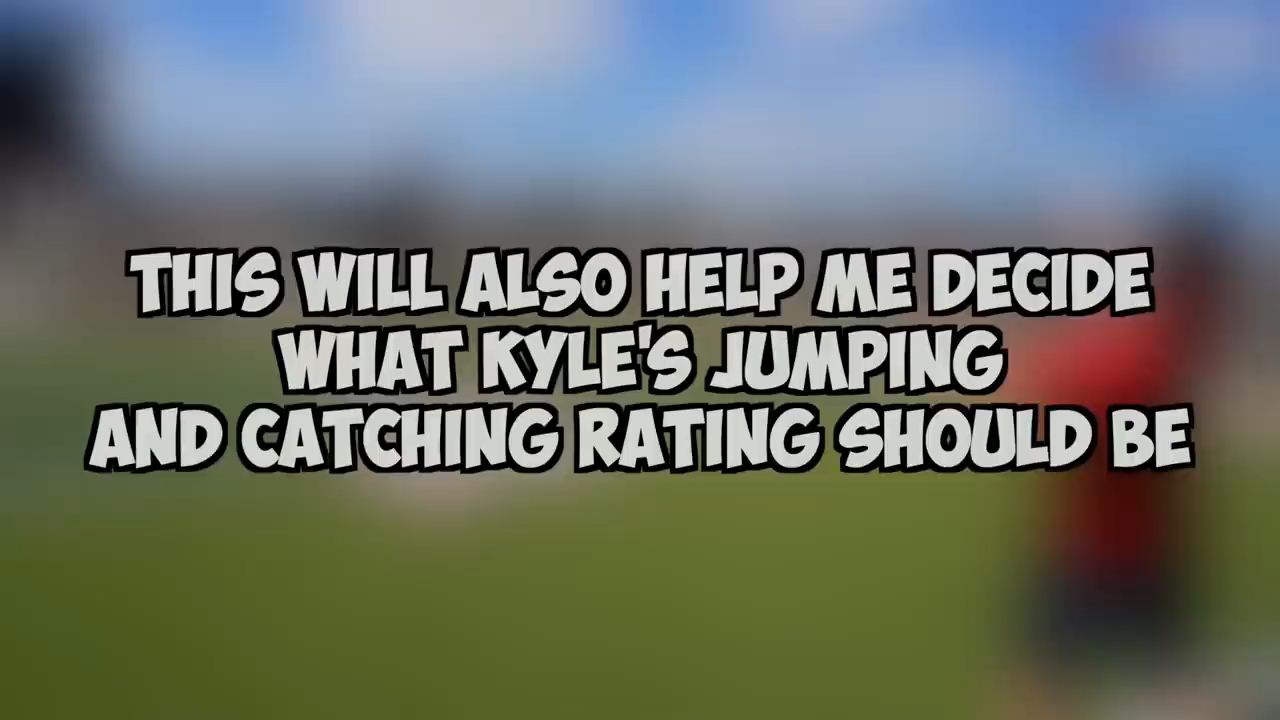 THIS WILL ALSO HELP ME DECIDE
WHAT KYLE'S JUMPING
AND CATCHING RATING SHOULD BE